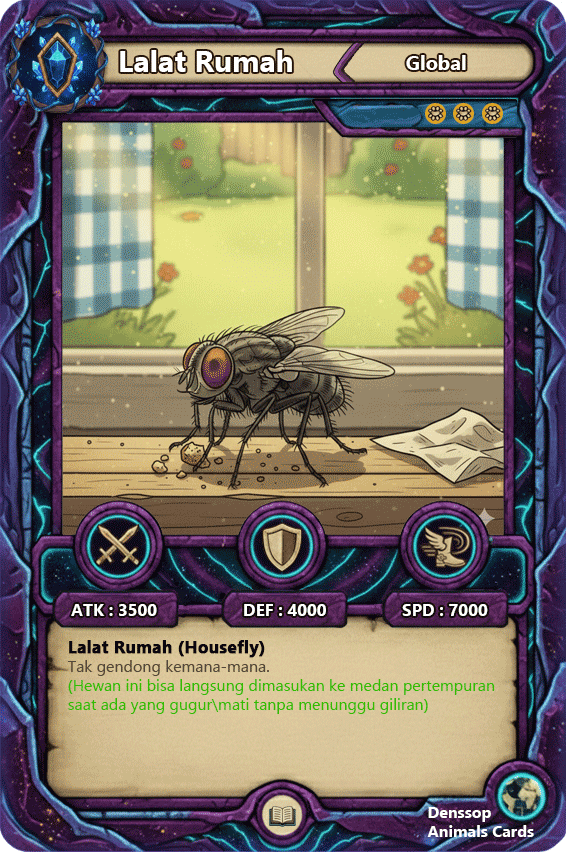 Lalat Rumah
Global
ATK : 3500
DEF : 4000
SPD : 7000
Lalat Rumah (Housefly)
Tak gendong kemana-mana.
(Hewan ini bisa langsung dimasukan ke medan pertempuran
saat ada yang gugur\mati tanpa menunggu giliran)
Denssop
Animals Cards